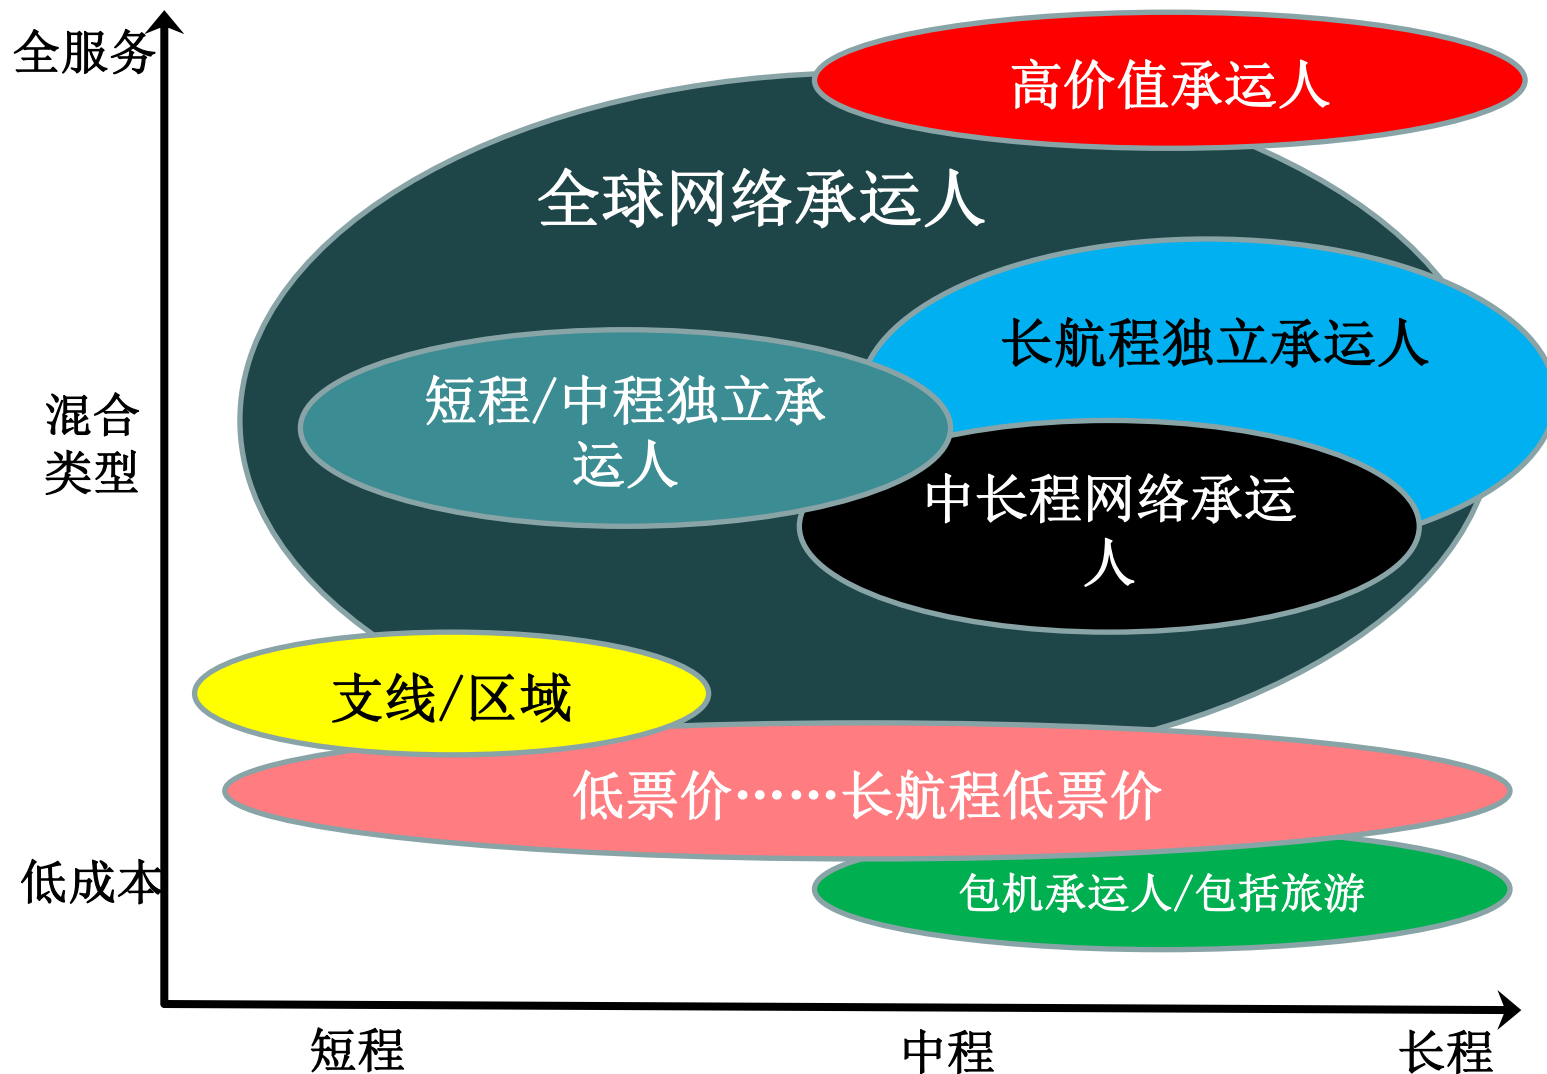 全服务
高价值承运人
全球网络承运人
长航程独立承运人
短程/中程独立承
运人
混合
类型
中长程网络承运
人
支线/区域
低票价……长航程低票价
低成本
包机承运人/包括旅游
短程
中程
长程